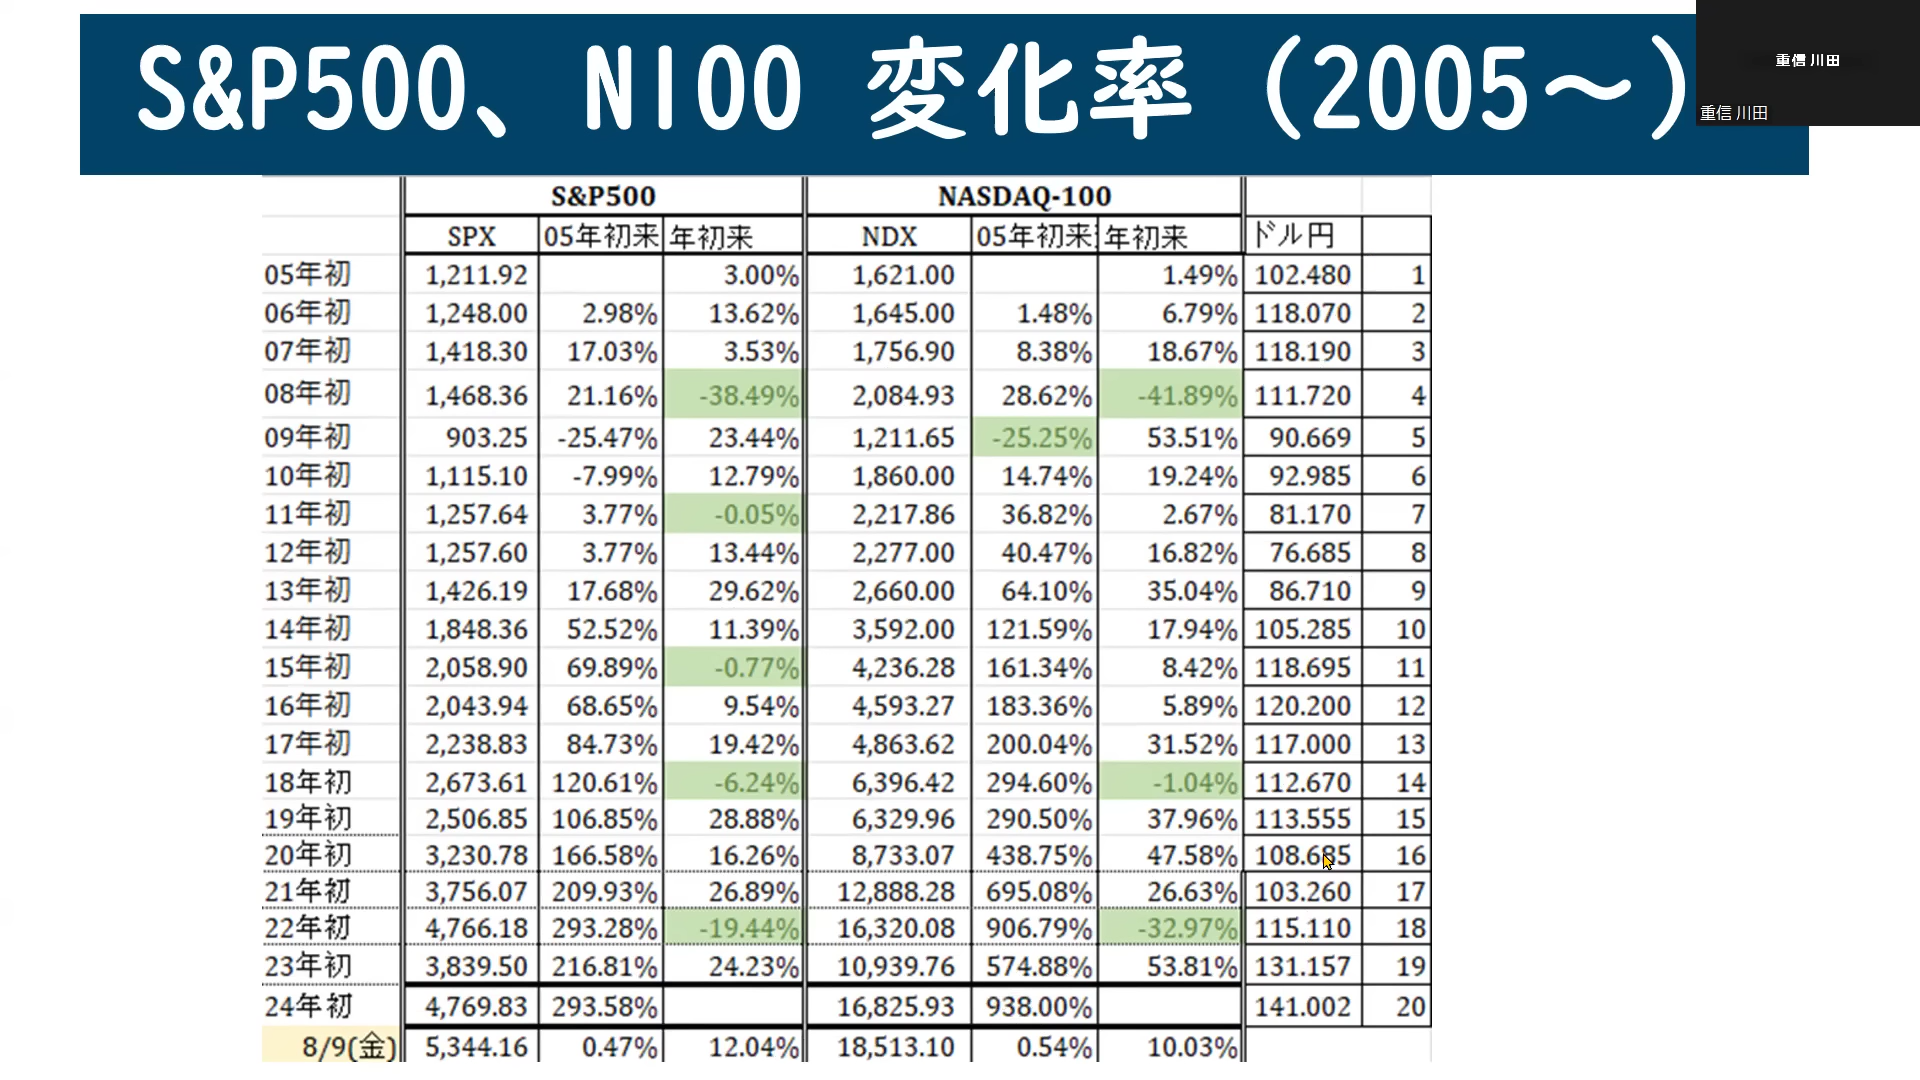 S&P500、N100 変化率（2005～）
重信 川田
重信 川田
S&P500 NASDAQ-100
SPX 05年初来 年初来 NDX 05年初来 年初来 ドル円
05年初 1,211.92 3.00% 1,621.00 1.49% 102.480 1
06年初 1,248.00 2.98% 13.62% 1,645.00 1.48% 6.79% 118.070 2
07年初 1,418.30 17.03% 3.53% 1,756.90 8.38% 18.67% 118.190 3
08年初 1,468.36 21.16% -38.49% 2,084.93 28.62% -41.89% 111.720 4
09年初 903.25 -25.47% 23.44% 1,211.65 -25.25% 53.51% 90.669 5
10年初 1,115.10 -7.99% 12.79% 1,860.00 14.74% 19.24% 92.985 6
11年初 1,257.64 3.77% -0.05% 2,217.86 36.82% 2.67% 81.170 7
12年初 1,257.60 3.77% 13.44% 2,277.00 40.47% 16.82% 76.685 8
13年初 1,426.19 17.68% 29.62% 2,660.00 64.10% 35.04% 86.710 9
14年初 1,848.36 52.52% 11.39% 3,592.00 121.59% 17.94% 105.285 10
15年初 2,058.90 69.89% -0.77% 4,236.28 161.34% 8.42% 118.695 11
16年初 2,043.94 68.65% 9.54% 4,593.27 183.36% 5.89% 120.200 12
17年初 2,238.83 84.73% 19.42% 4,863.62 200.04% 31.52% 117.000 13
18年初 2,673.61 120.61% -6.24% 6,396.42 294.60% -1.04% 112.670 14
19年初 2,506.85 106.85% 28.88% 6,329.96 290.50% 37.96% 113.555 15
20年初 3,230.78 166.58% 16.26% 8,733.07 438.75% 47.58% 108.685 16
21年初 3,756.07 209.93% 26.89% 12,888.28 695.08% 26.63% 103.260 17
22年初 4,766.18 293.28% -19.44% 16,320.08 906.79% -32.97% 115.110 18
23年初 3,839.50 216.81% 24.23% 10,939.76 574.88% 53.81% 131.157 19
24年初 4,769.83 293.58% 16,825.93 938.00% 141.002 20
8/9(金) 5,344.16 0.47% 12.04% 18,513.10 0.54% 10.03%